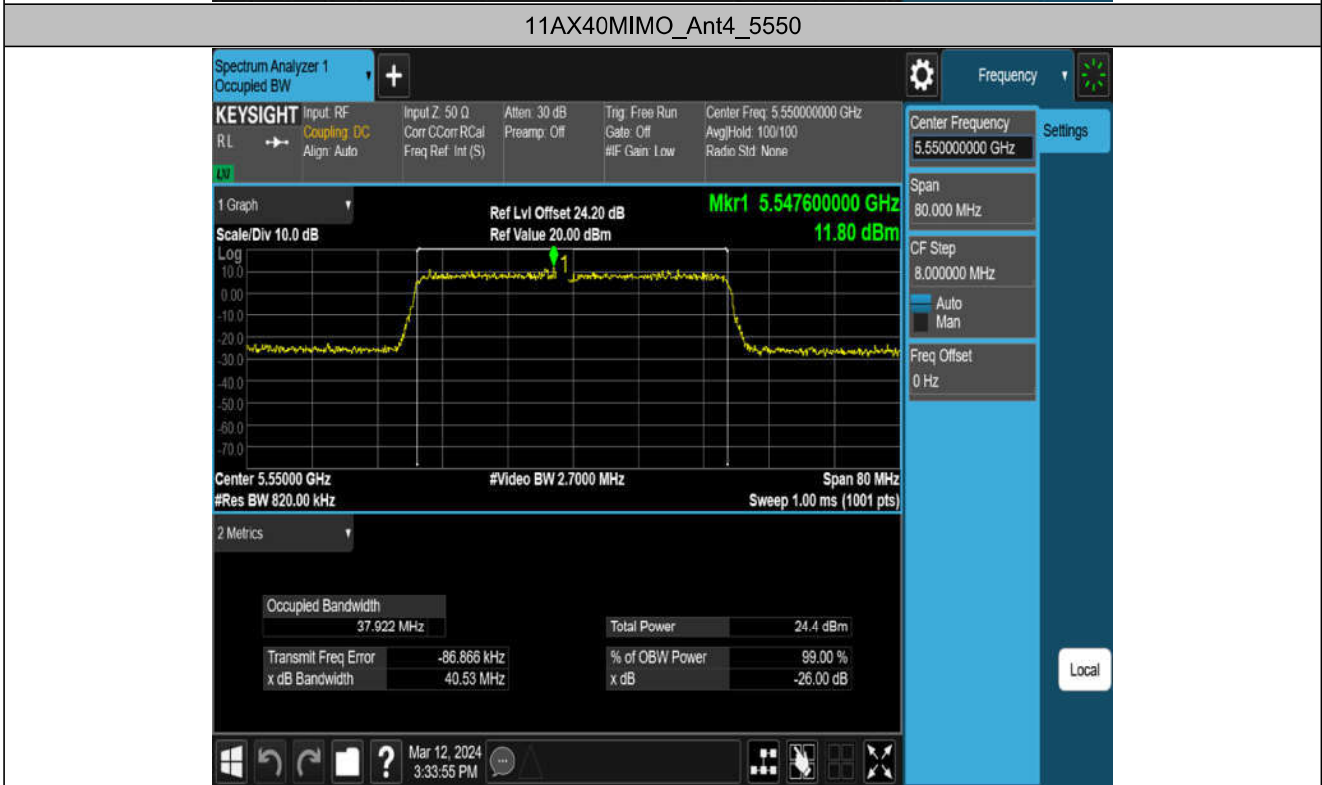 11AX40MIMO_Ant4_5550
Spectrum Analyzer 1
Occupied BW
Frequency
KEYSIGHT
R L
LXI
Input: RF
Coupling: DC
Align: Auto
Input Z: 50 Ω
Corr CCorr RCal
Freq Ref: Int (S)
Atten: 30 dB
Preamp: Off
Trig: Free Run
Gate: Off
#IF Gain: Low
Center Freq: 5.550000000 GHz
Avg|Hold: 100/100
Radio Std: None
Center Frequency
5.550000000 GHz
Settings
Span
80.000 MHz
CF Step
8.000000 MHz
Auto
Man
Freq Offset
0 Hz
1 Graph
Scale/Div 10.0 dB
Ref Lvl Offset 24.20 dB
Ref Value 20.00 dBm
Mkr1 5.547600000 GHz
11.80 dBm
Log
10.0
0.00
-10.0
-20.0
-30.0
-40.0
-50.0
-60.0
-70.0
1
Center 5.55000 GHz
#Video BW 2.7000 MHz
Span 80 MHz
#Res BW 820.00 kHz
Sweep 1.00 ms (1001 pts)
2 Metrics
Occupied Bandwidth
37.922 MHz
Total Power 24.4 dBm
Transmit Freq Error -86.866 kHz
% of OBW Power 99.00 %
x dB Bandwidth 40.53 MHz
x dB -26.00 dB
Local
?
Mar 12, 2024
3:33:55 PM